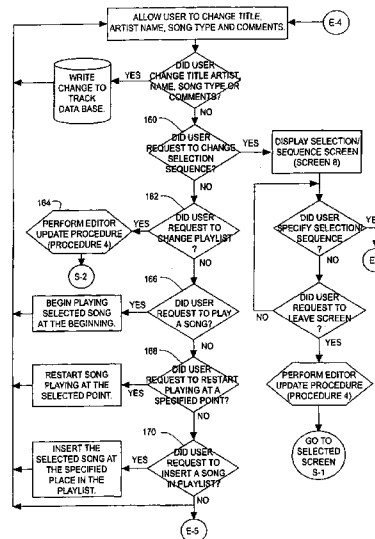 ALLOW USER TO CHANGE TITLE,
ARTIST NAME, SONG TYPE AND COMMENTS.
E-4
WRITE
CHANGE TO
TRACK
DATA BASE.
YES
DID USER
CHANGE TITLE ARTIST
NAME, SONG TYPE OR
COMMENTS?
NO
160
DID USER
REQUEST TO CHANGE
SELECTION
SEQUENCE?
YES
DISPLAY SELECTION/
SEQUENCE SCREEN
(SCREEN 8)
NO
162
164
PERFORM EDITOR
UPDATE PROCEDURE
(PROCEDURE 4)
YES
DID USER
REQUEST TO
CHANGE PLAYLIST
?
S-2
NO
DID USER
SPECIFY SELECTION/
SEQUENCE
?
YE
E
NO
166
BEGIN PLAYING
SELECTED SONG
AT THE BEGINNING.
YES
DID USER
REQUEST TO PLAY
A SONG?
NO
NO
DID USER
REQUEST TO
LEAVE SCREEN
?
YES
168
RESTART SONG
PLAYING AT THE
SELECTED POINT.
YES
DID USER
REQUEST TO RESTART
PLAYING AT A
SPECIFIED POINT?
NO
PERFORM EDITOR
UPDATE PROCEDURE
(PROCEDURE 4)
170
INSERT THE
SELECTED SONG AT
THE SPECIFIED
PLACE IN THE
PLAYLIST.
YES
DID USER
REQUEST TO
INSERT A SONG
IN PLAYLIST?
NO
GO TO
SELECTED
SCREEN
S-1
E-5